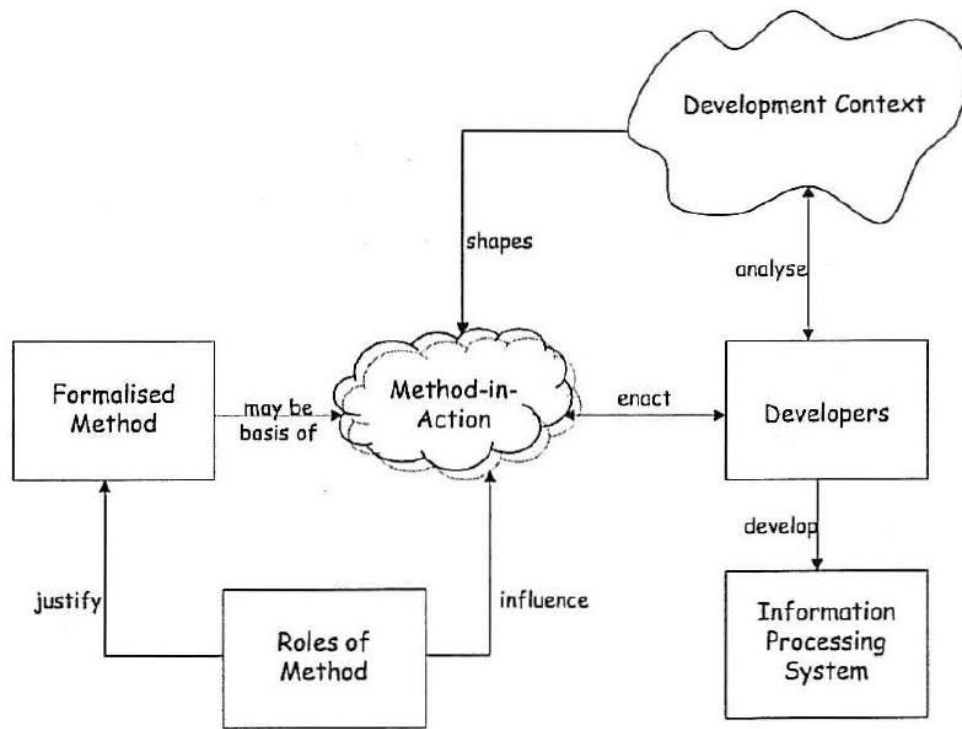 Development Context
shapes
analyse
Formalised
Method
may be
basis of
Method-in-
Action
enact
Developers
develop
justify
Roles of
Method
influence
Information
Processing
System